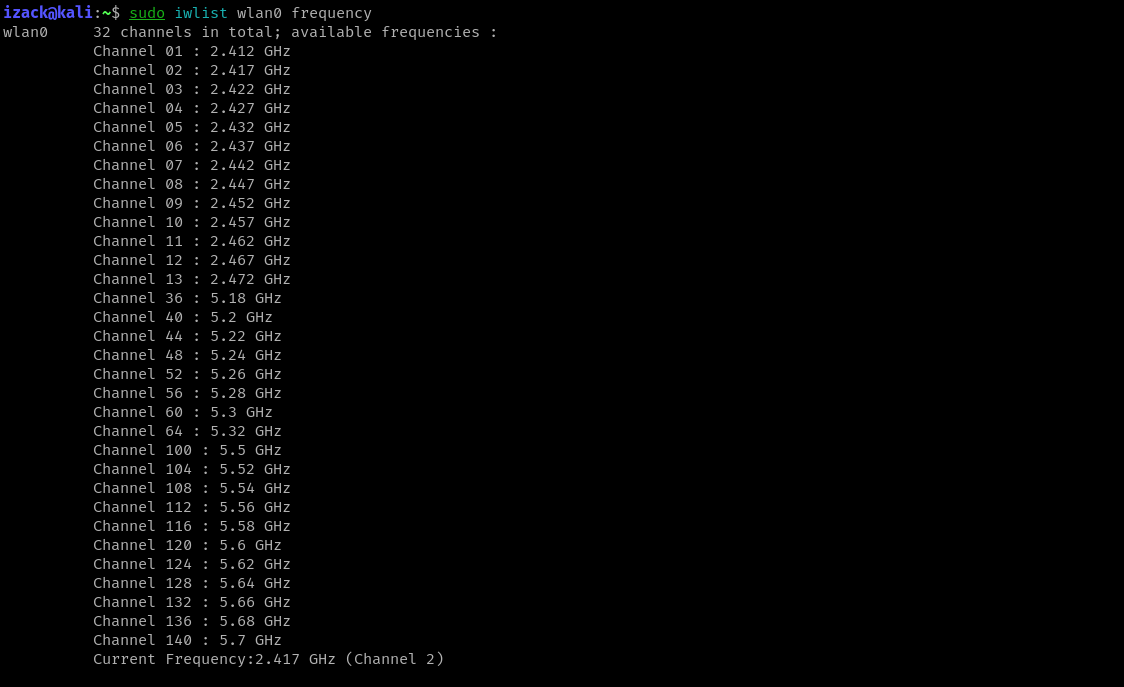 izack@kali:~$ sudo iwlist wlan0 frequency
wlan0     32 channels in total; available frequencies :
          Channel 01 : 2.412 GHz
          Channel 02 : 2.417 GHz
          Channel 03 : 2.422 GHz
          Channel 04 : 2.427 GHz
          Channel 05 : 2.432 GHz
          Channel 06 : 2.437 GHz
          Channel 07 : 2.442 GHz
          Channel 08 : 2.447 GHz
          Channel 09 : 2.452 GHz
          Channel 10 : 2.457 GHz
          Channel 11 : 2.462 GHz
          Channel 12 : 2.467 GHz
          Channel 13 : 2.472 GHz
          Channel 36 : 5.18 GHz
          Channel 40 : 5.2 GHz
          Channel 44 : 5.22 GHz
          Channel 48 : 5.24 GHz
          Channel 52 : 5.26 GHz
          Channel 56 : 5.28 GHz
          Channel 60 : 5.3 GHz
          Channel 64 : 5.32 GHz
          Channel 100 : 5.5 GHz
          Channel 104 : 5.52 GHz
          Channel 108 : 5.54 GHz
          Channel 112 : 5.56 GHz
          Channel 116 : 5.58 GHz
          Channel 120 : 5.6 GHz
          Channel 124 : 5.62 GHz
          Channel 128 : 5.64 GHz
          Channel 132 : 5.66 GHz
          Channel 136 : 5.68 GHz
          Channel 140 : 5.7 GHz
          Current Frequency:2.417 GHz (Channel 2)